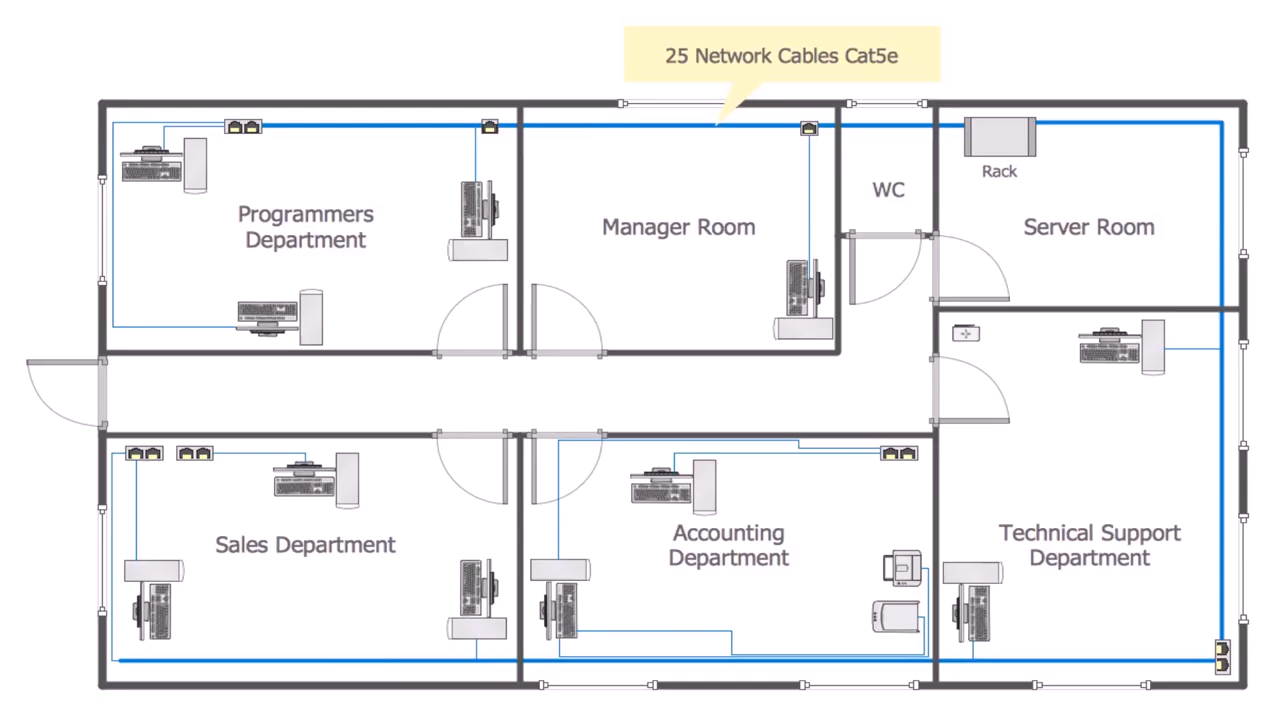 25 Network Cables Cat5e
Rack
WC
Programmers
Department
Manager Room
Server Room
Sales Department
Accounting
Department
Technical Support
Department